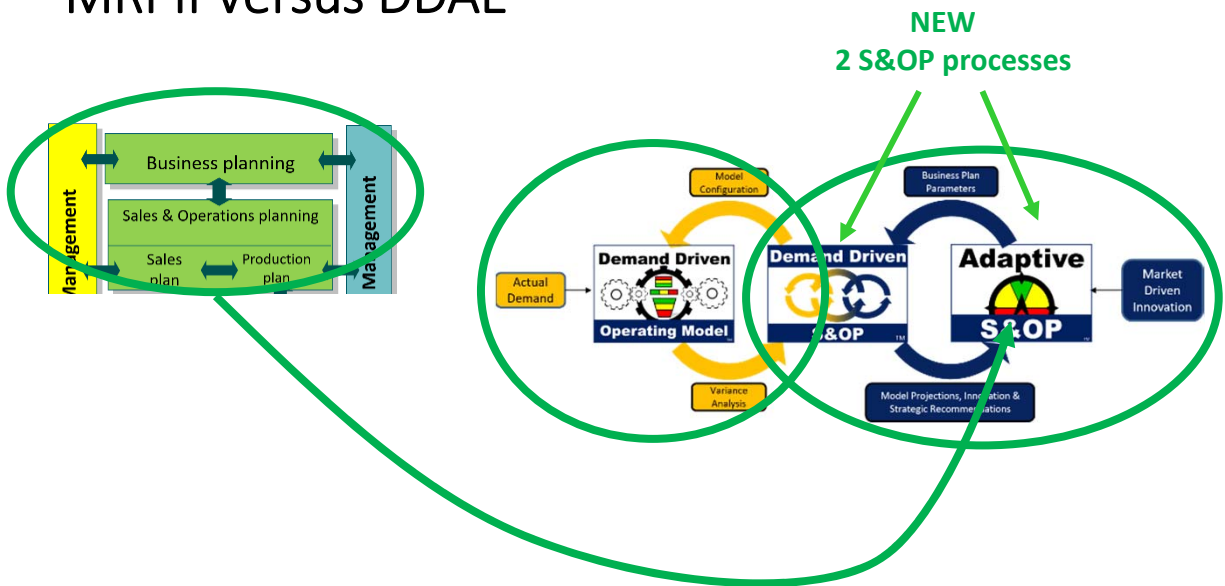 MRP II versus DDAE
NEW
2 S&OP processes
Management
Business planning
Sales & Operations planning
Sales
plan
Production
plan
Management
Model
Configuration
Business Plan
Parameters
Actual
Demand
Demand Driven
Operating Model
Demand Driven
S&OP
TM
Adaptive
S&OP
Market
Driven
Innovation
Variance
Analysis
Model Projections, Innovation &
Strategic Recommendations